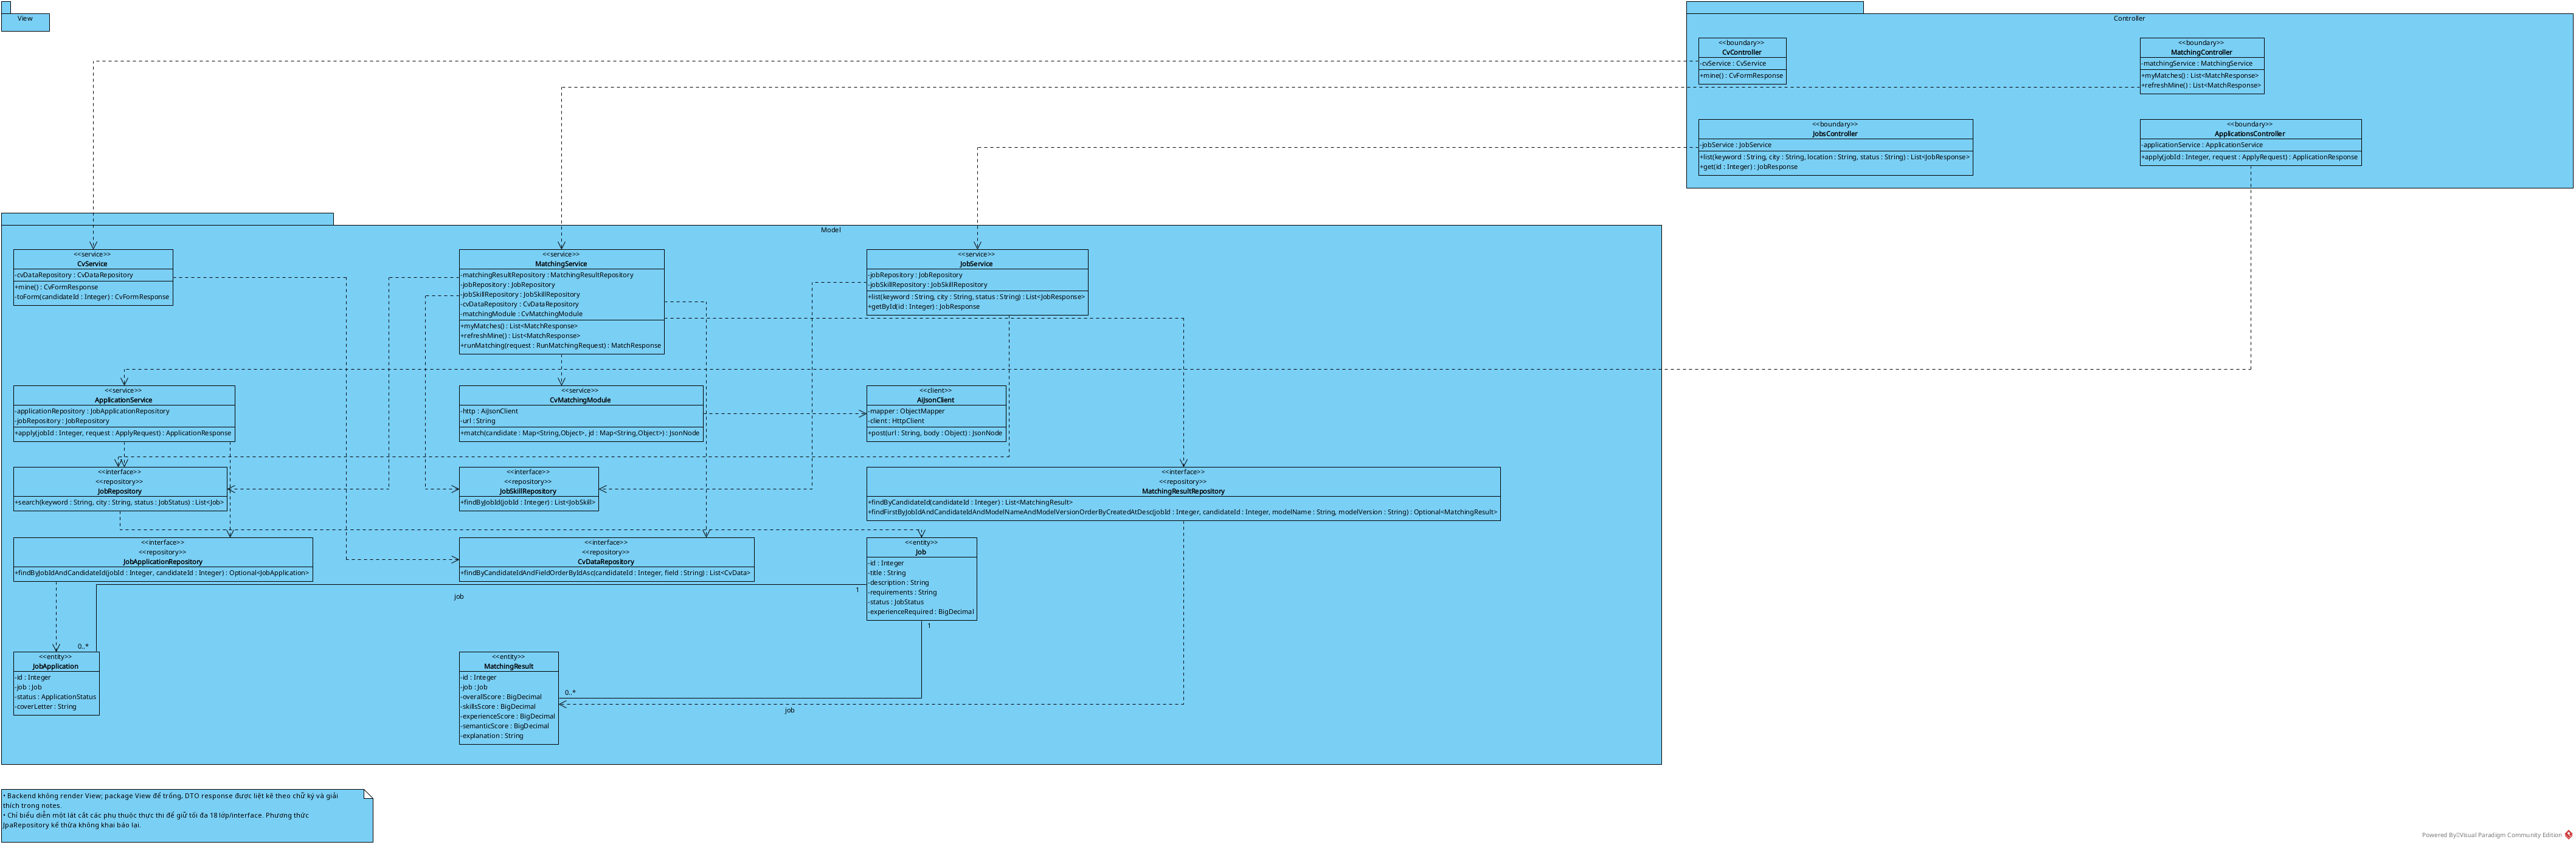 View
Controller
<<boundary>>
CvController
-cvService : CvService
+mine() : CvFormResponse
<<boundary>>
MatchingController
-matchingService : MatchingService
+myMatches() : List<MatchResponse>
+refreshMine() : List<MatchResponse>
<<boundary>>
JobsController
-jobService : JobService
+list(keyword : String, city : String, location : String, status : String) : List<JobResponse>
+get(id : Integer) : JobResponse
<<boundary>>
ApplicationsController
-applicationService : ApplicationService
+apply(jobId : Integer, request : ApplyRequest) : ApplicationResponse
Model
<<service>>
CvService
-cvDataRepository : CvDataRepository
+mine() : CvFormResponse
-toForm(candidateId : Integer) : CvFormResponse
<<service>>
MatchingService
-matchingResultRepository : MatchingResultRepository
-jobRepository : JobRepository
-jobSkillRepository : JobSkillRepository
-cvDataRepository : CvDataRepository
-matchingModule : CvMatchingModule
+myMatches() : List<MatchResponse>
+refreshMine() : List<MatchResponse>
+runMatching(request : RunMatchingRequest) : MatchResponse
<<service>>
JobService
-jobRepository : JobRepository
-jobSkillRepository : JobSkillRepository
+list(keyword : String, city : String, status : String) : List<JobResponse>
+getById(id : Integer) : JobResponse
<<service>>
ApplicationService
-applicationRepository : JobApplicationRepository
-jobRepository : JobRepository
+apply(jobId : Integer, request : ApplyRequest) : ApplicationResponse
<<service>>
CvMatchingModule
-http : AiJsonClient
-url : String
+match(candidate : Map<String,Object>, jd : Map<String,Object>) : JsonNode
<<client>>
AiJsonClient
-mapper : ObjectMapper
-client : HttpClient
+post(url : String, body : Object) : JsonNode
<<interface>>
<<repository>>
JobRepository
+search(keyword : String, city : String, status : JobStatus) : List<Job>
<<interface>>
<<repository>>
JobSkillRepository
+findByJobId(jobId : Integer) : List<JobSkill>
<<interface>>
<<repository>>
MatchingResultRepository
+findByCandidateId(candidateId : Integer) : List<MatchingResult>
+findFirstByJobIdAndCandidateIdAndModelNameAndModelVersionOrderByCreatedAtDesc(jobId : Integer, candidateId : Integer, modelName : String, modelVersion : String) : Optional<MatchingResult>
<<interface>>
<<repository>>
JobApplicationRepository
+findByJobIdAndCandidateId(jobId : Integer, candidateId : Integer) : Optional<JobApplication>
<<interface>>
<<repository>>
CvDataRepository
+findByCandidateIdAndFieldOrderByIdAsc(candidateId : Integer, field : String) : List<CvData>
<<entity>>
Job
-id : Integer
-title : String
-description : String
-requirements : String
-status : JobStatus
-experienceRequired : BigDecimal
1
job
0..*
1
<<entity>>
JobApplication
-id : Integer
-job : Job
-status : ApplicationStatus
-coverLetter : String
<<entity>>
MatchingResult
-id : Integer
-job : Job
-overallScore : BigDecimal
-skillsScore : BigDecimal
-experienceScore : BigDecimal
-semanticScore : BigDecimal
-explanation : String
0..*
job
• Backend không render View; package View để trống, DTO response được liệt kê theo chữ ký và giải
thích trong notes.
• Chỉ biểu diễn một lát cắt các phụ thuộc thực thi để giữ tối đa 18 lớp/interface. Phương thức
JpaRepository kế thừa không khai báo lại.
Powered By Visual Paradigm Community Edition